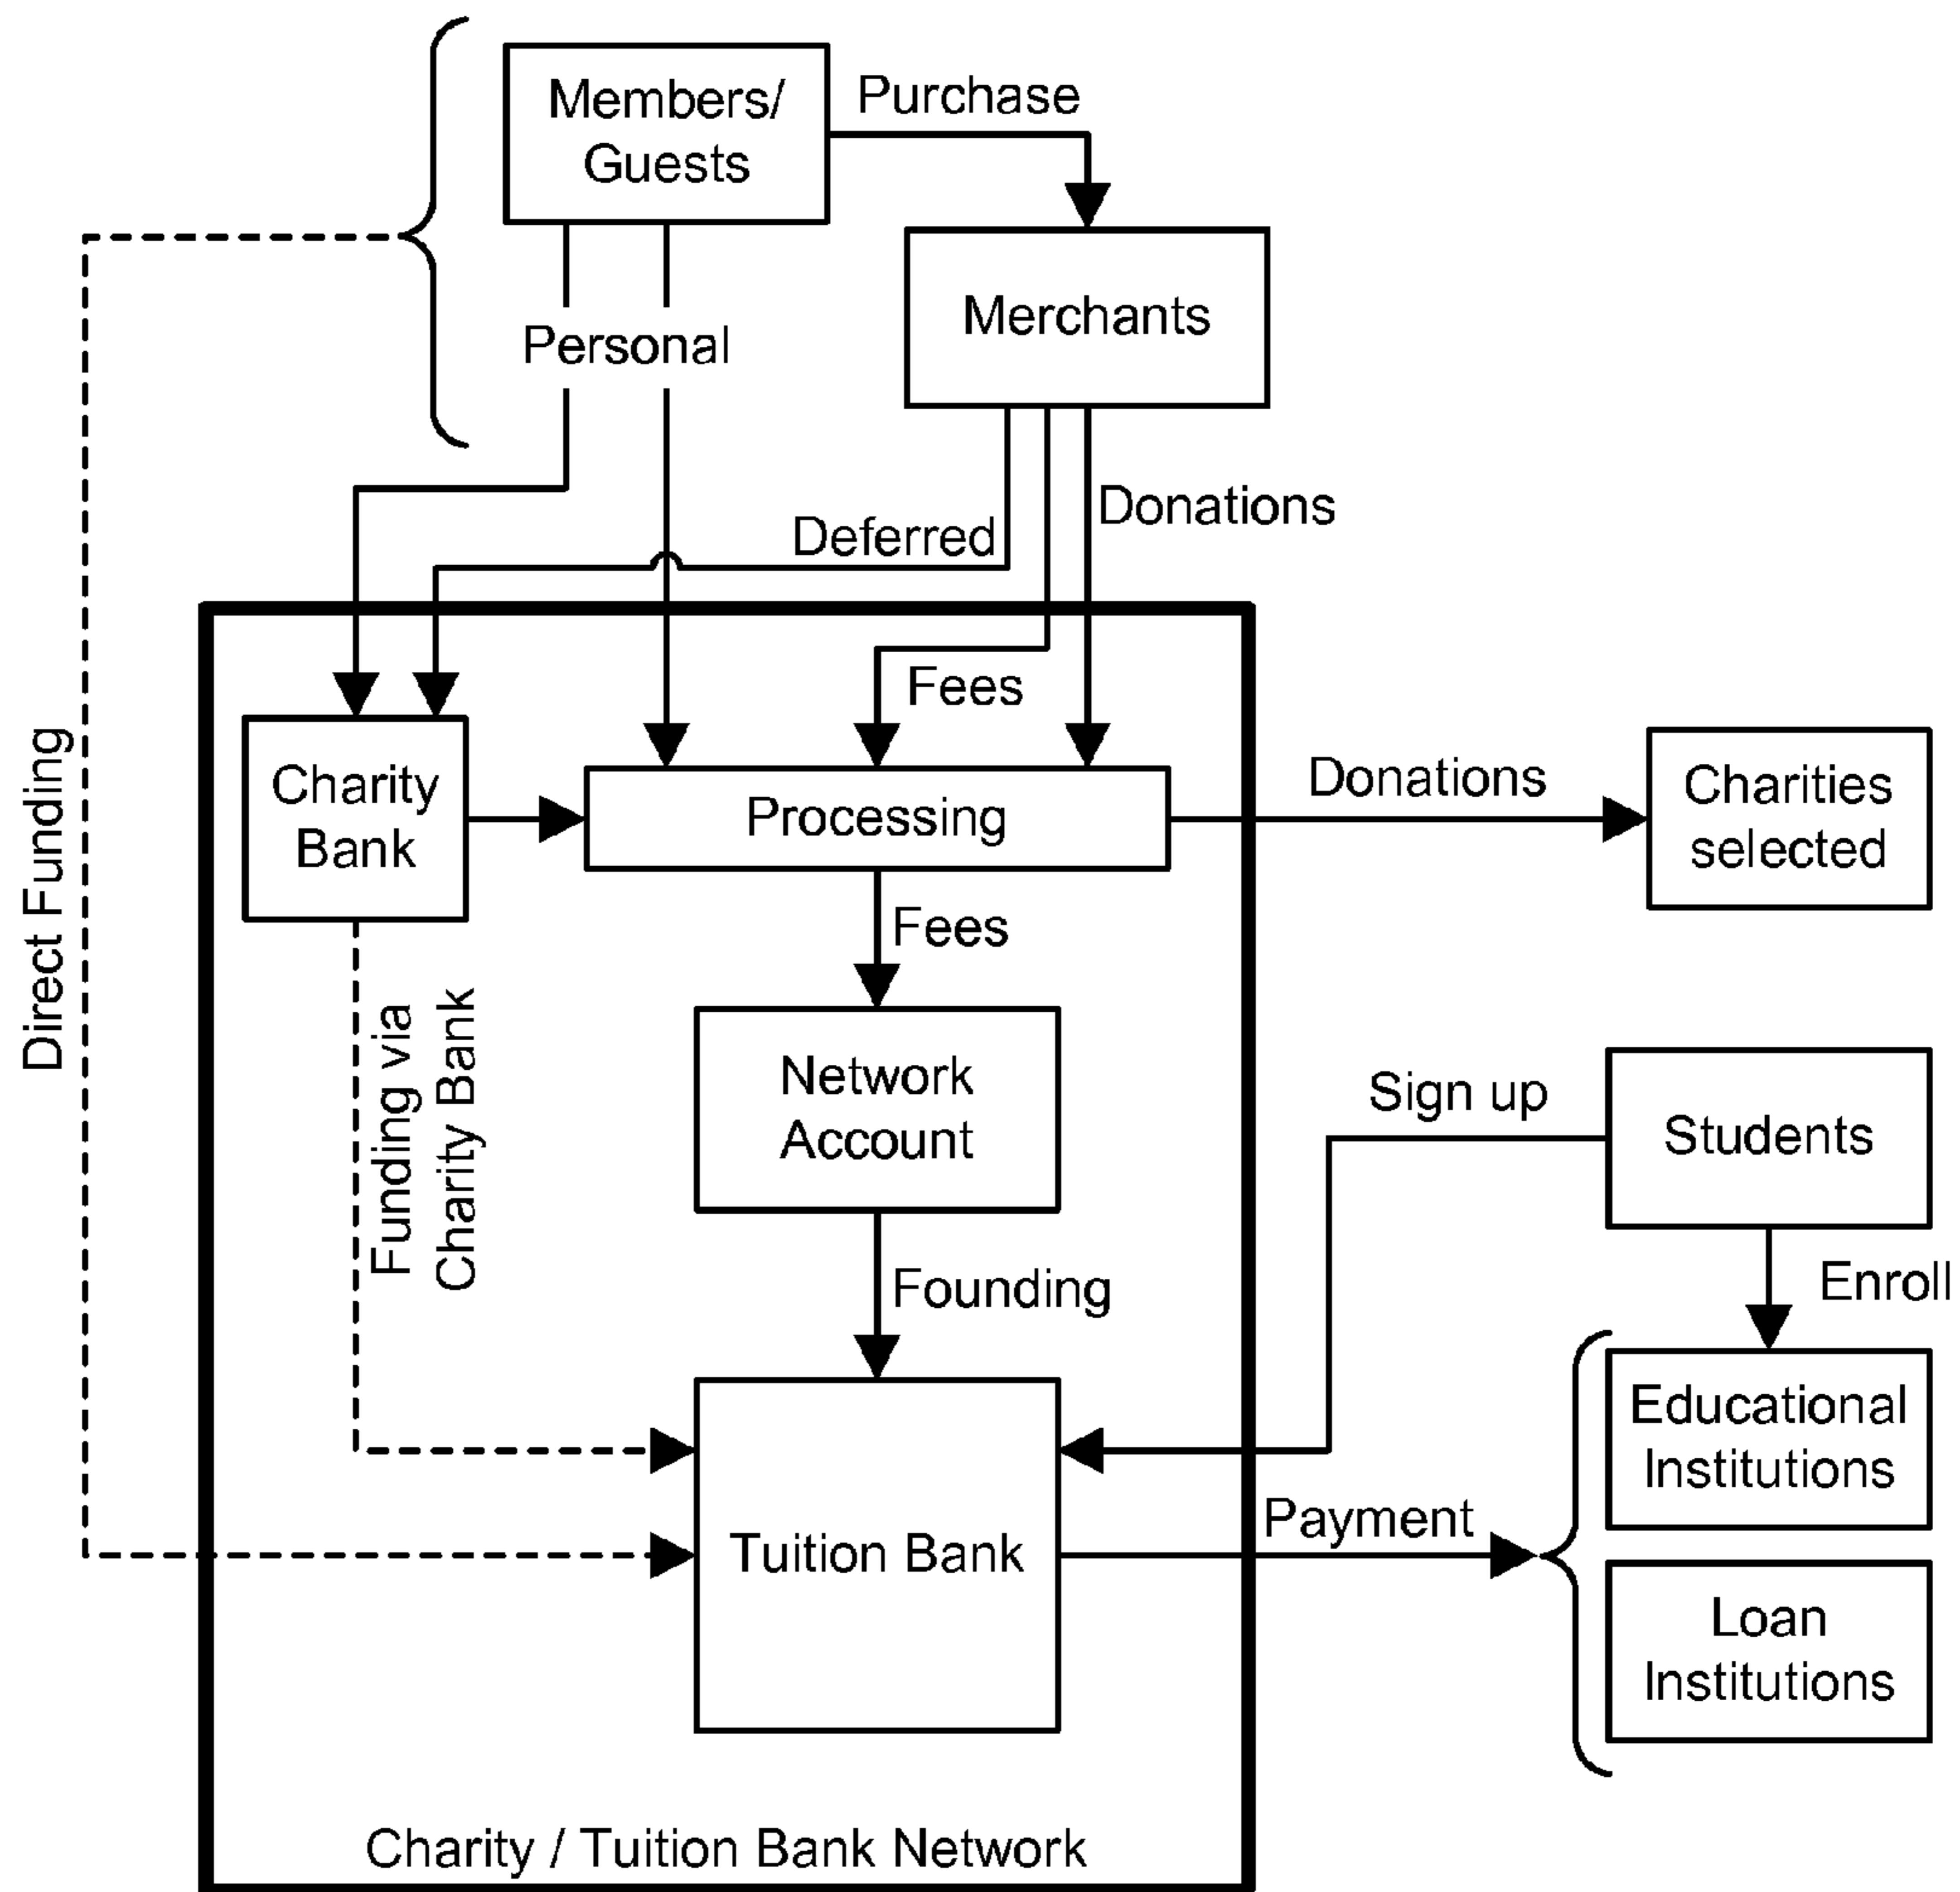 Members/
Guests
Purchase
Merchants
Personal
Donations
Deferred
Fees
Charity
Bank
Processing
Donations
Charities
selected
Direct Funding
Fees
Funding via
Charity Bank
Network
Account
Sign up
Students
Founding
Enroll
Educational
Institutions
Payment
Tuition Bank
Loan
Institutions
Charity / Tuition Bank Network